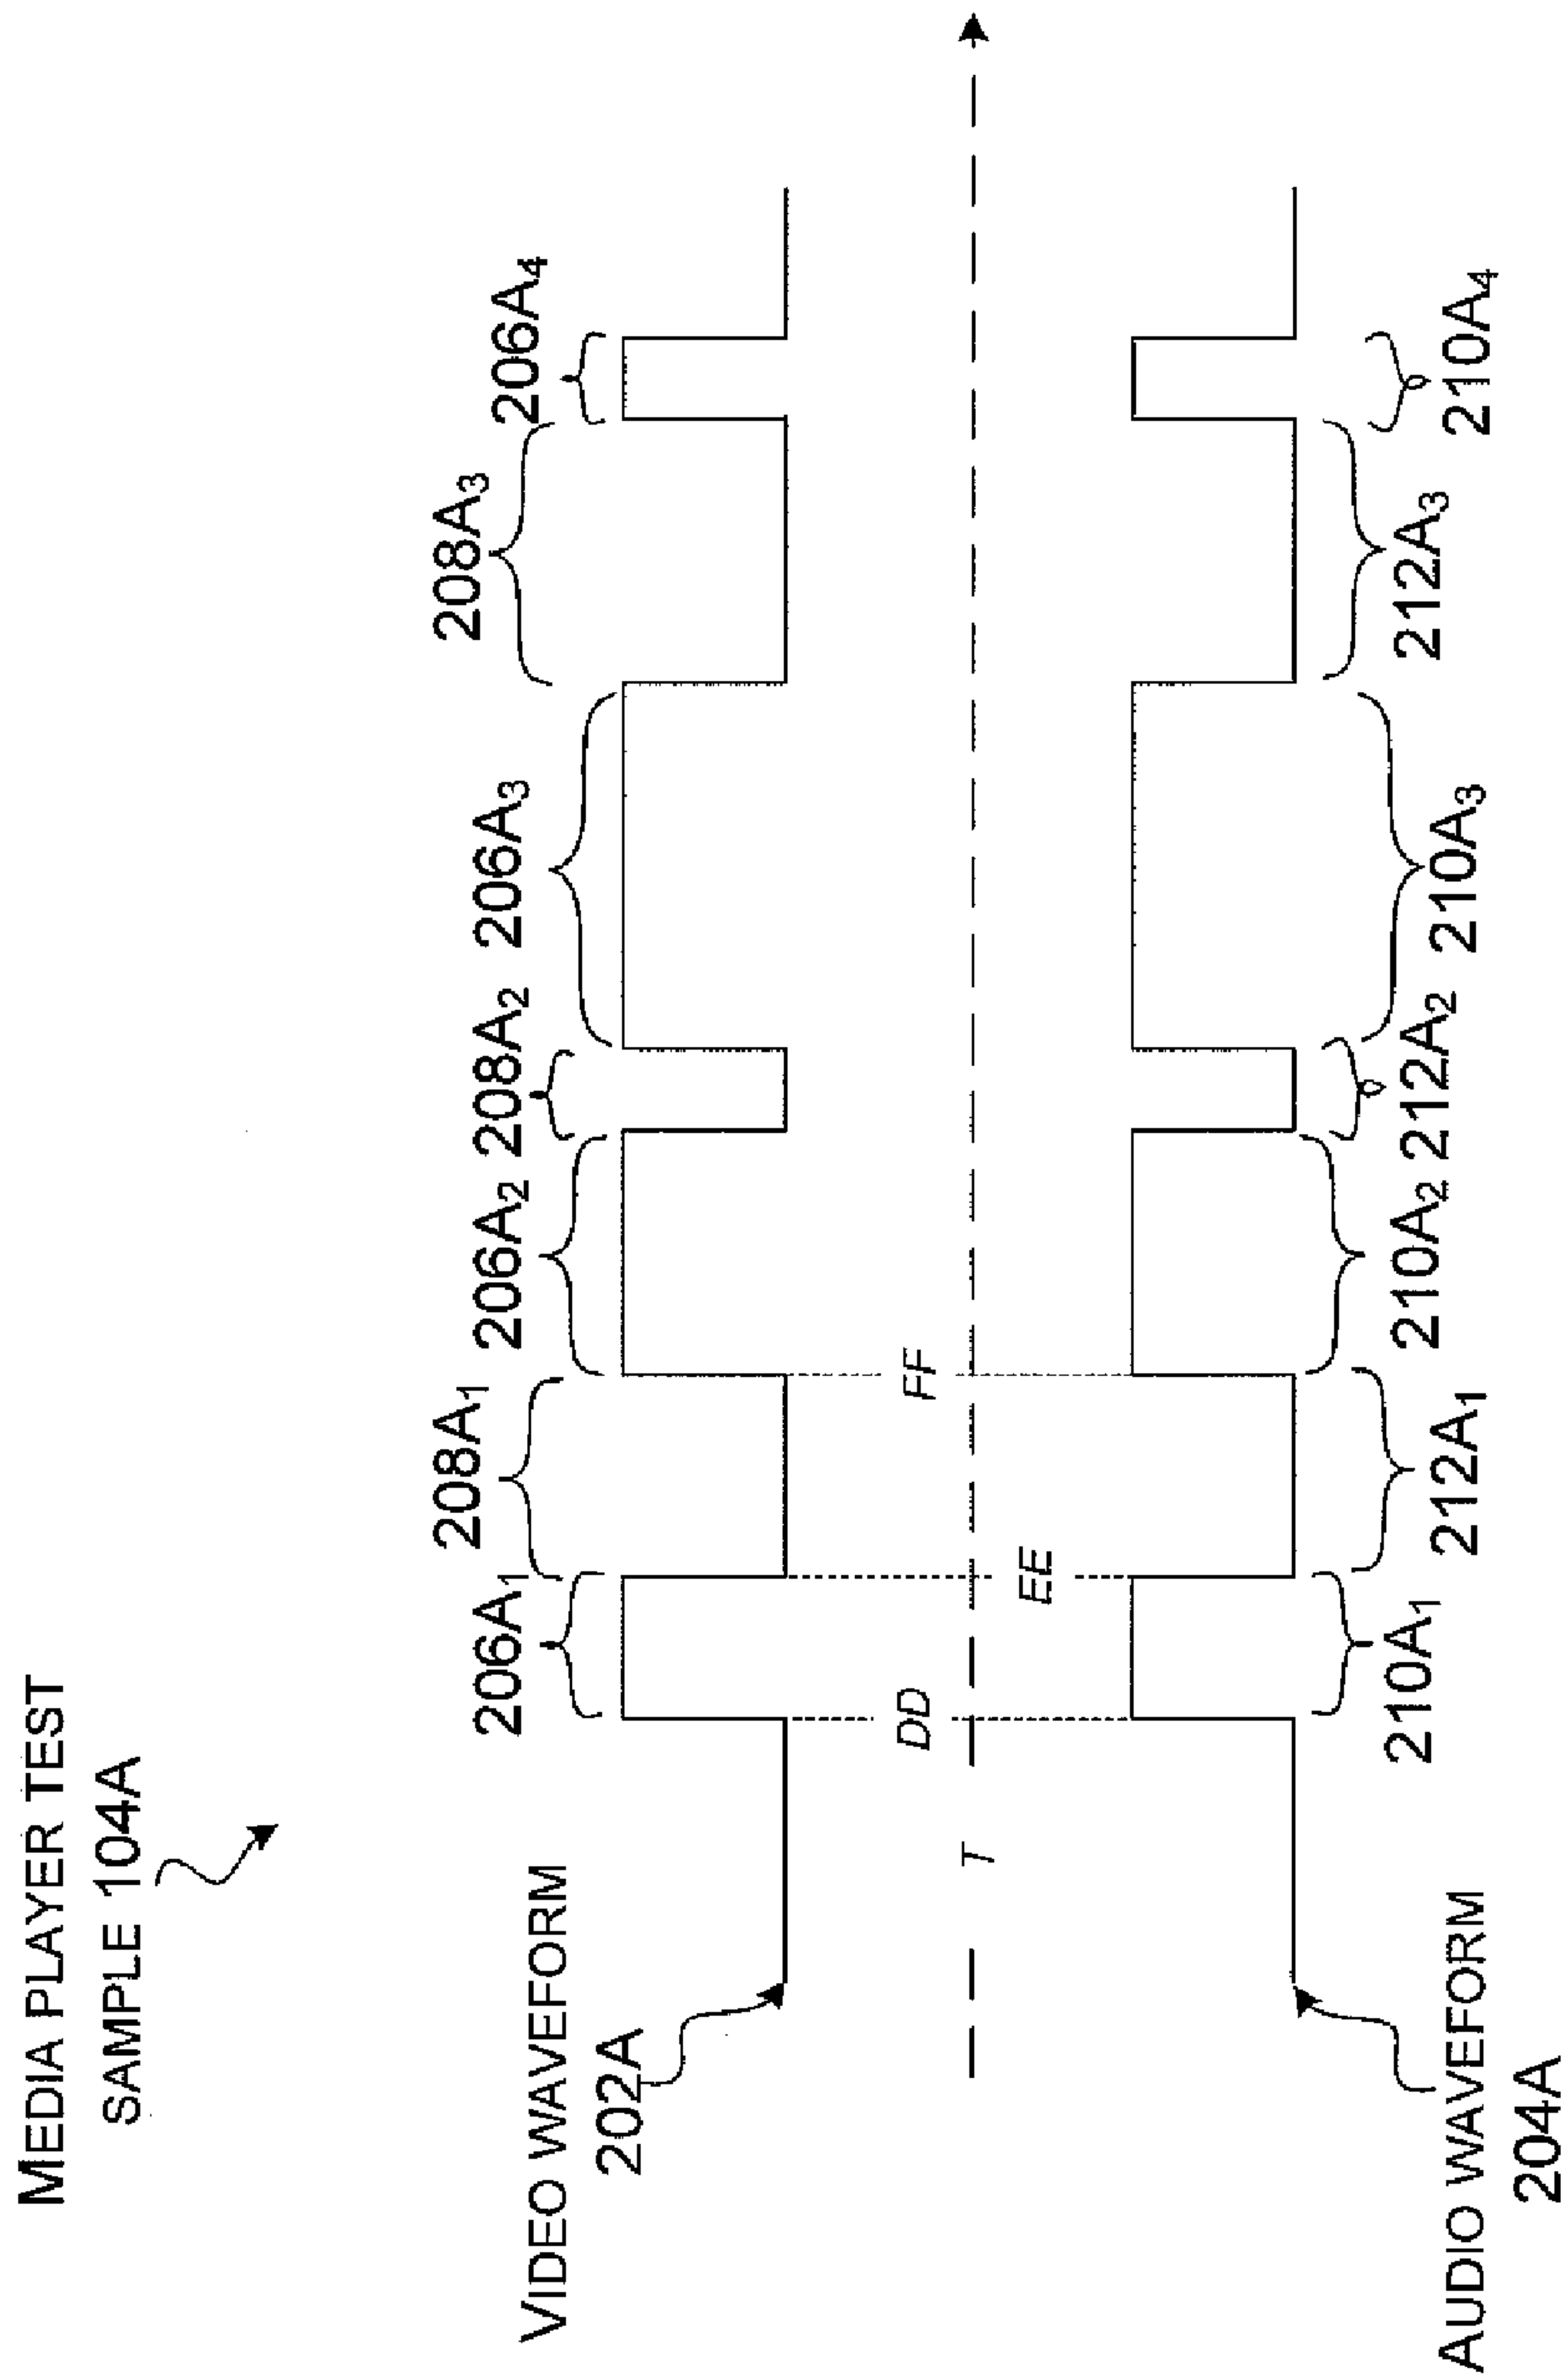 MEDIA PLAYER TEST
SAMPLE 104A
VIDEO WAVEFORM
202A
206A₁
208A₁
206A₂
208A₂
206A₃
208A₃
206A₄
T
DD
EE
FF
AUDIO WAVEFORM
204A
210A₁
212A₁
210A₂
212A₂
210A₃
212A₃
210A₄